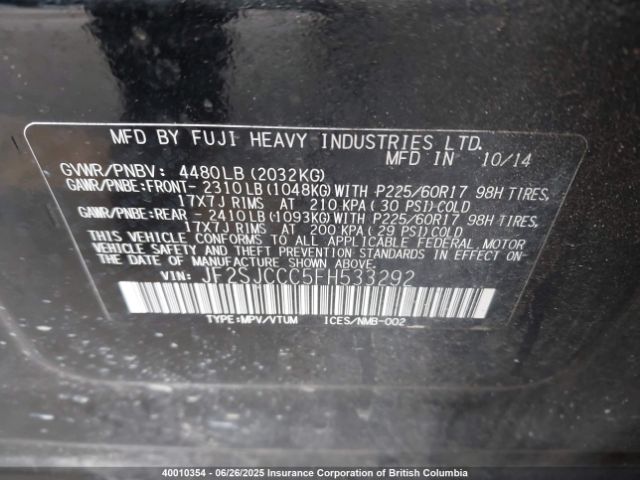 MFD BY FUJI HEAVY INDUSTRIES LTD.
MFD IN 10/14
GVWR/PNBV: 4480LB (2032KG)
GAWR/PNBE:FRONT- 2310LB (1048KG) WITH P225/60R17 98H TIRES,
17X7J RIMS AT 210 KPA (30 PSI) COLD
GAWR/PNBE:REAR - 2410LB (1093KG) WITH P225/60R17 98H TIRES,
17X7J RIMS AT 200 KPA (29 PSI) COLD
THIS VEHICLE CONFORMS TO ALL APPLICABLE FEDERAL MOTOR
VEHICLE SAFETY AND THEFT PREVENTION STANDARDS IN EFFECT ON
THE DATE OF MANUFACTURE SHOWN ABOVE.
VIN: JF2SJCCC5FH533292
TYPE:MPV/VTUM ICES/NMB-002
40010354 - 06/26/2025 Insurance Corporation of British Columbia